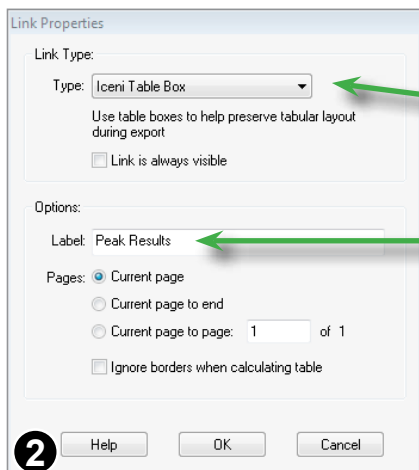 Link Properties
Link Type:
Type: Iceni Table Box
Use table boxes to help preserve tabular layout
during export
Link is always visible
Options:
Label: Peak Results
Pages: Current page
Current page to end
Current page to page: 1 of 1
Ignore borders when calculating table
2 Help OK Cancel